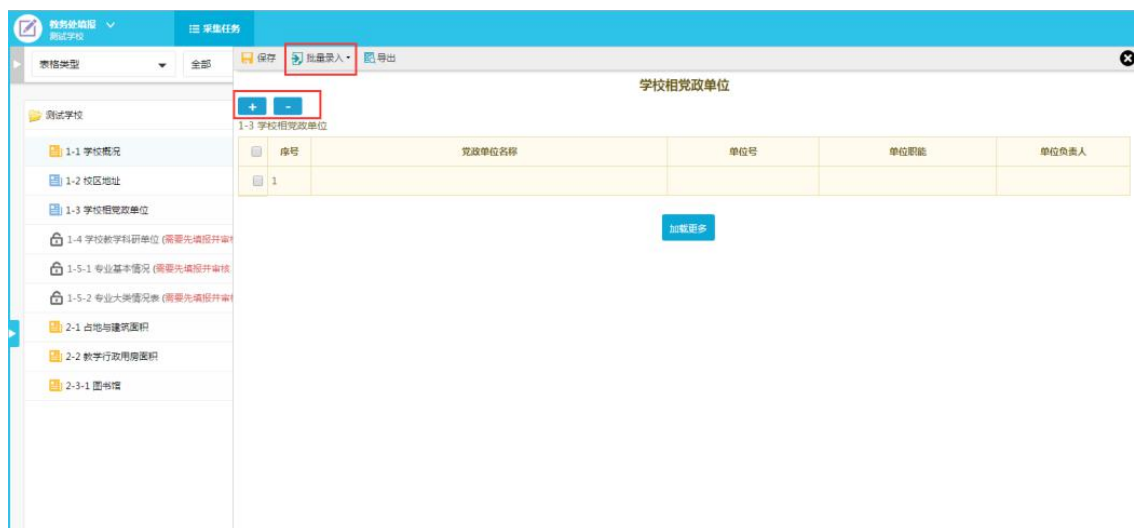 教务处填报
测试学校
采集任务
表格类型
全部
保存
批量录入
导出
学校相党政单位
测试学校
+
-
1-3 学校相党政单位
序号
党政单位名称
单位号
单位职能
单位负责人
1
加载更多
1-1 学校概况
1-2 校区地址
1-3 学校相党政单位
1-4 学校教学科研单位 (需要先填报并审核
1-5-1 专业基本情况 (需要先填报并审核
1-5-2 专业大类情况表 (需要先填报并审核
2-1 占地与建筑面积
2-2 教学行政用房面积
2-3-1 图书馆